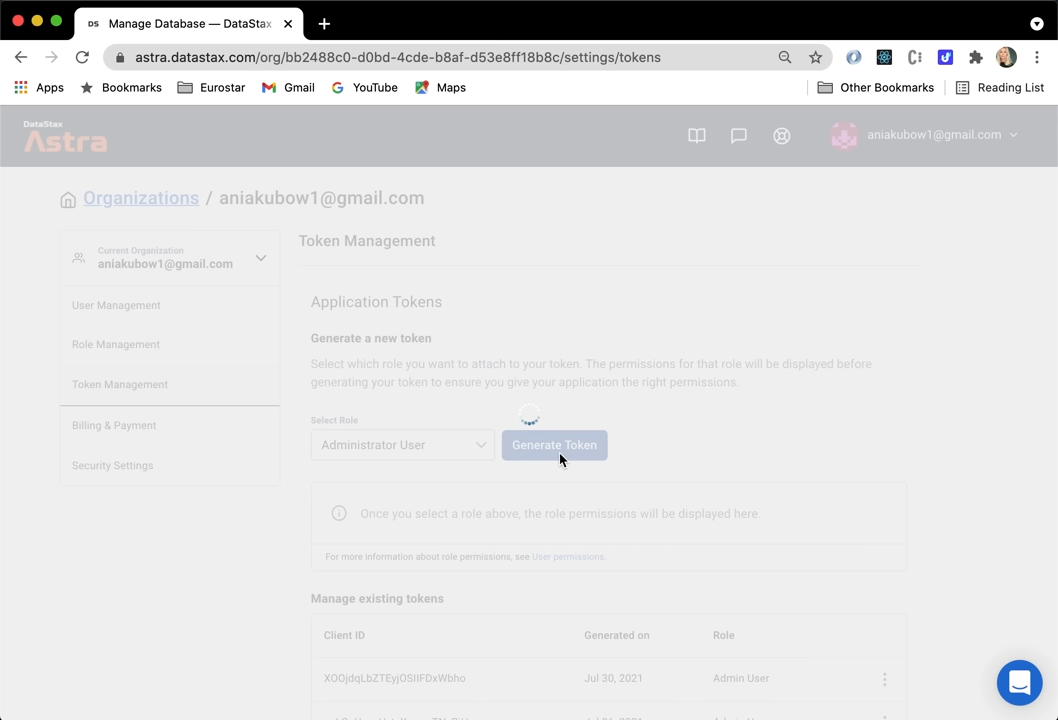 DS Manage Database — DataStax
astra.datastax.com/org/bb2488c0-d0bd-4cde-b8af-d53e8ff18b8c/settings/tokens
Apps Bookmarks Eurostar Gmail YouTube Maps Other Bookmarks Reading List
DataStax
Astra
aniakubow1@gmail.com
Organizations / aniakubow1@gmail.com
Current Organization
aniakubow1@gmail.com
User Management
Role Management
Token Management
Billing & Payment
Security Settings
Token Management
Application Tokens
Generate a new token
Select which role you want to attach to your token. The permissions for that role will be displayed before
generating your token to ensure you give your application the right permissions.
Select Role
Administrator User
Generate Token
Once you select a role above, the role permissions will be displayed here.
For more information about role permissions, see User permissions.
Manage existing tokens
Client ID Generated on Role
XOOjdqLbZTEyjOSIIFDxWbho Jul 30, 2021 Admin User